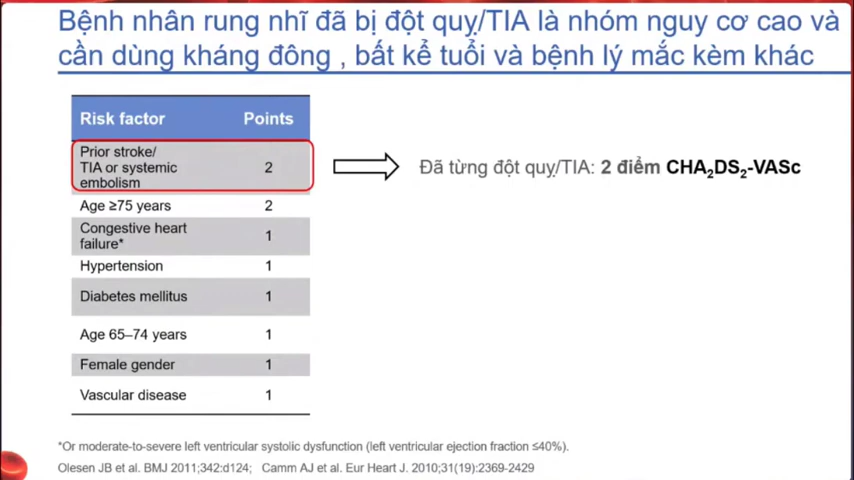 Bệnh nhân rung nhĩ đã bị đột quỵ/TIA là nhóm nguy cơ cao và
cần dùng kháng đông , bất kể tuổi và bệnh lý mắc kèm khác
Risk factor Points
Prior stroke/
TIA or systemic
embolism 2
Đã từng đột quỵ/TIA: 2 điểm CHA₂DS₂-VASc
Age ≥75 years 2
Congestive heart
failure* 1
Hypertension 1
Diabetes mellitus 1
Age 65–74 years 1
Female gender 1
Vascular disease 1
*Or moderate-to-severe left ventricular systolic dysfunction (left ventricular ejection fraction ≤40%).
Olesen JB et al. BMJ 2011;342:d124; Camm AJ et al. Eur Heart J. 2010;31(19):2369-2429